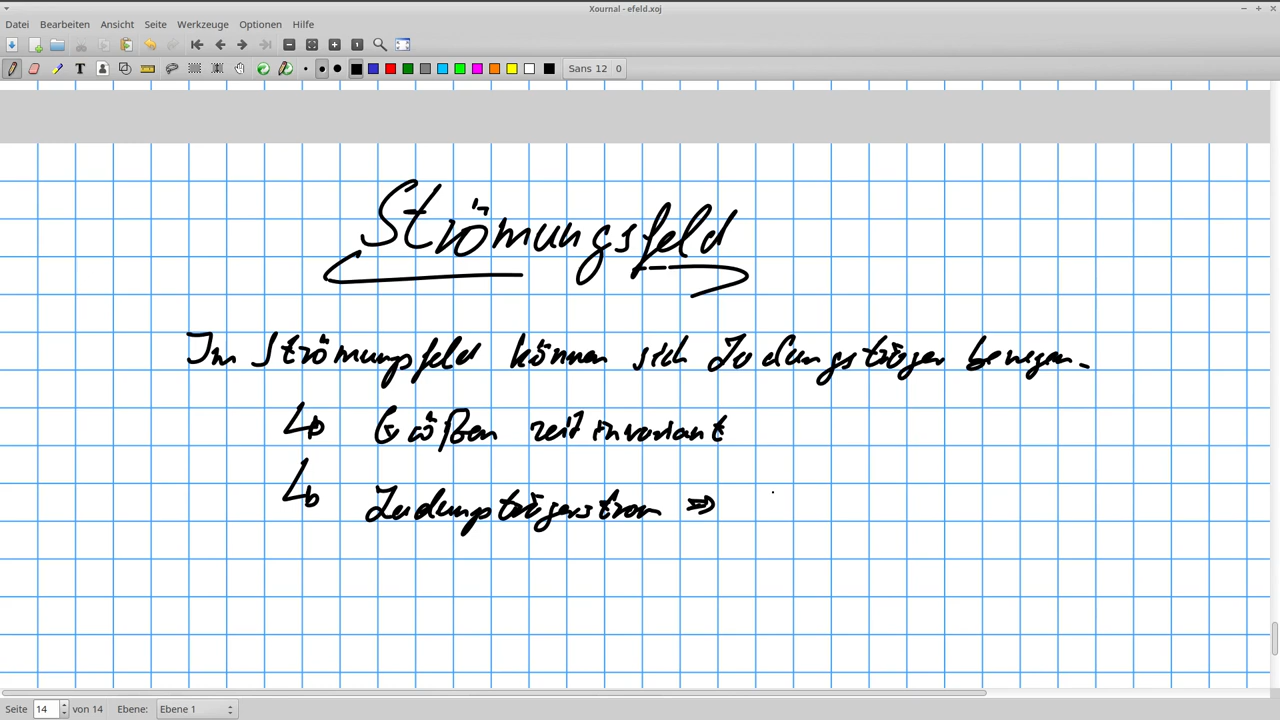 Xournal - efeld.xoj
Datei Bearbeiten Ansicht Seite Werkzeuge Optionen Hilfe
Sans 12 0
Strömungsfeld
Im Strömungsfeld können sich Ladungsträger bewegen.
↳ Größen zeitinvariant
↳ Ladungsträgerstrom ⇒
Seite 14 von 14 Ebene: Ebene 1